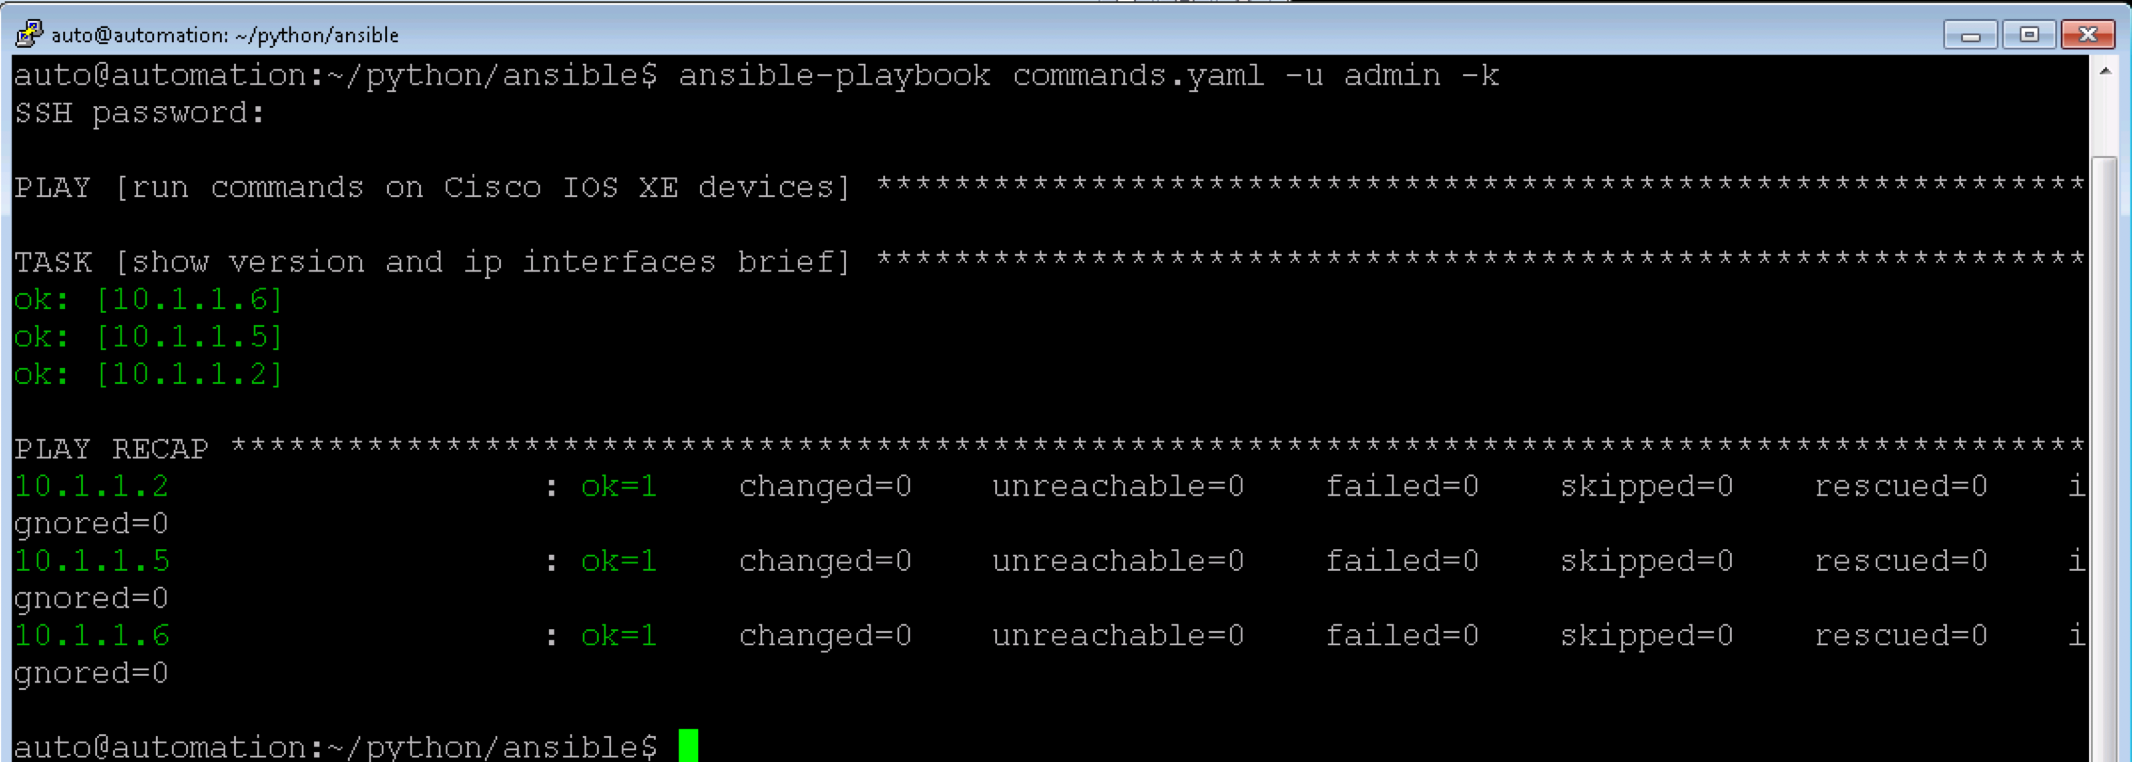 auto@automation: ~/python/ansible
auto@automation:~/python/ansible$ ansible-playbook commands.yaml -u admin -k
SSH password:
PLAY [run commands on Cisco IOS XE devices] **************************************************************
TASK [show version and ip interfaces brief] **************************************************************
ok: [10.1.1.6]
ok: [10.1.1.5]
ok: [10.1.1.2]
PLAY RECAP ***********************************************************************************************
10.1.1.2 : ok=1 changed=0 unreachable=0 failed=0 skipped=0 rescued=0 i
gnored=0
10.1.1.5 : ok=1 changed=0 unreachable=0 failed=0 skipped=0 rescued=0 i
gnored=0
10.1.1.6 : ok=1 changed=0 unreachable=0 failed=0 skipped=0 rescued=0 i
gnored=0
auto@automation:~/python/ansible$